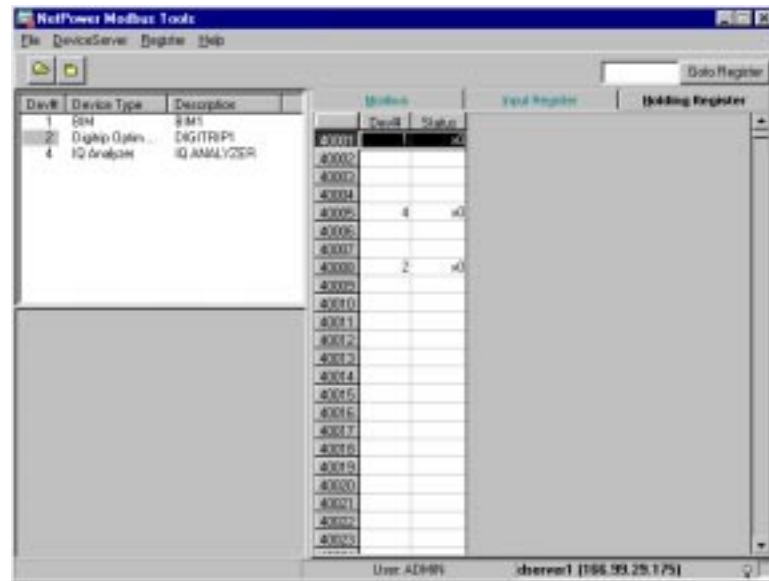 NetPower Modbus Tools
File DeviceServer Register Help
Goto Register
Dev# Device Type Description
1 BIM BIM1
2 Digitrip Optim... DIGITRIP1
4 IQ Analyzer IQ ANALYZER
Modbus Input Register Holding Register
Dev# Status
40001 1 x0
40002
40003
40004
40005 4 x0
40006
40007
40008 2 x0
40009
40010
40011
40012
40013
40014
40015
40016
40017
40018
40019
40020
40021
40022
40023
User: ADMIN dserver1 (166.99.29.175)